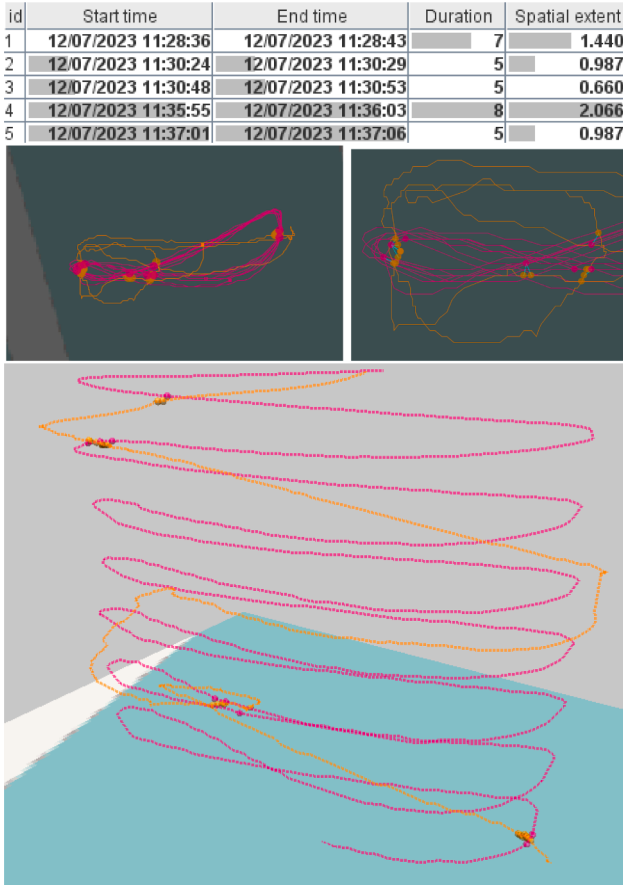 id Start time End time Duration Spatial extent
1 12/07/2023 11:28:36 12/07/2023 11:28:43 7 1.440
2 12/07/2023 11:30:24 12/07/2023 11:30:29 5 0.987
3 12/07/2023 11:30:48 12/07/2023 11:30:53 5 0.660
4 12/07/2023 11:35:55 12/07/2023 11:36:03 8 2.066
5 12/07/2023 11:37:01 12/07/2023 11:37:06 5 0.987